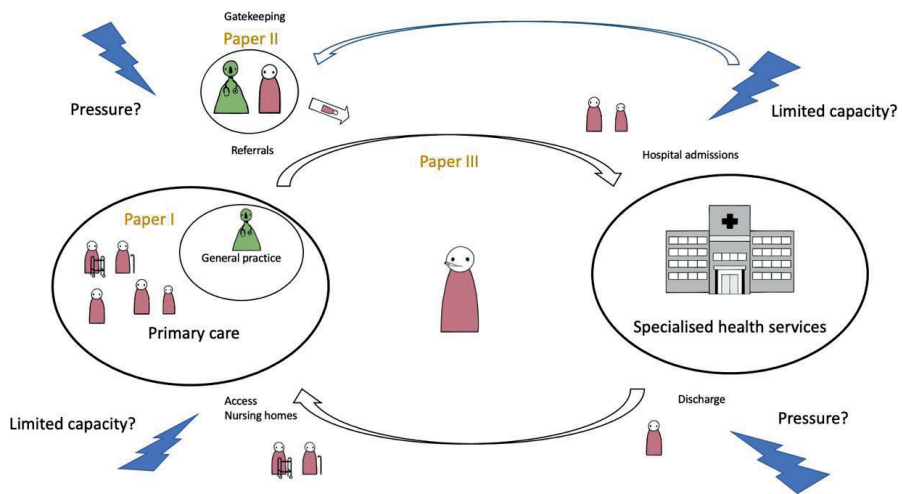 Gatekeeping
Paper II
Pressure?
Limited capacity?
Referrals
Paper III
Hospital admissions
Paper I
General practice
Primary care
Specialised health services
Access
Nursing homes
Discharge
Limited capacity?
Pressure?